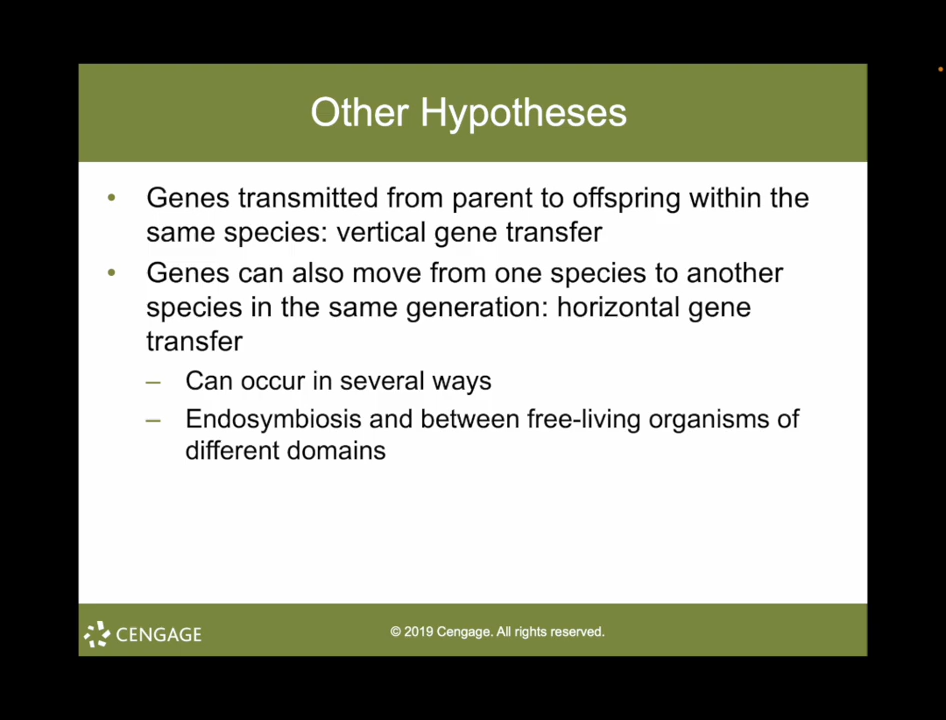 Other Hypotheses
• Genes transmitted from parent to offspring within the
same species: vertical gene transfer
• Genes can also move from one species to another
species in the same generation: horizontal gene
transfer
– Can occur in several ways
– Endosymbiosis and between free-living organisms of
different domains
CENGAGE
© 2019 Cengage. All rights reserved.